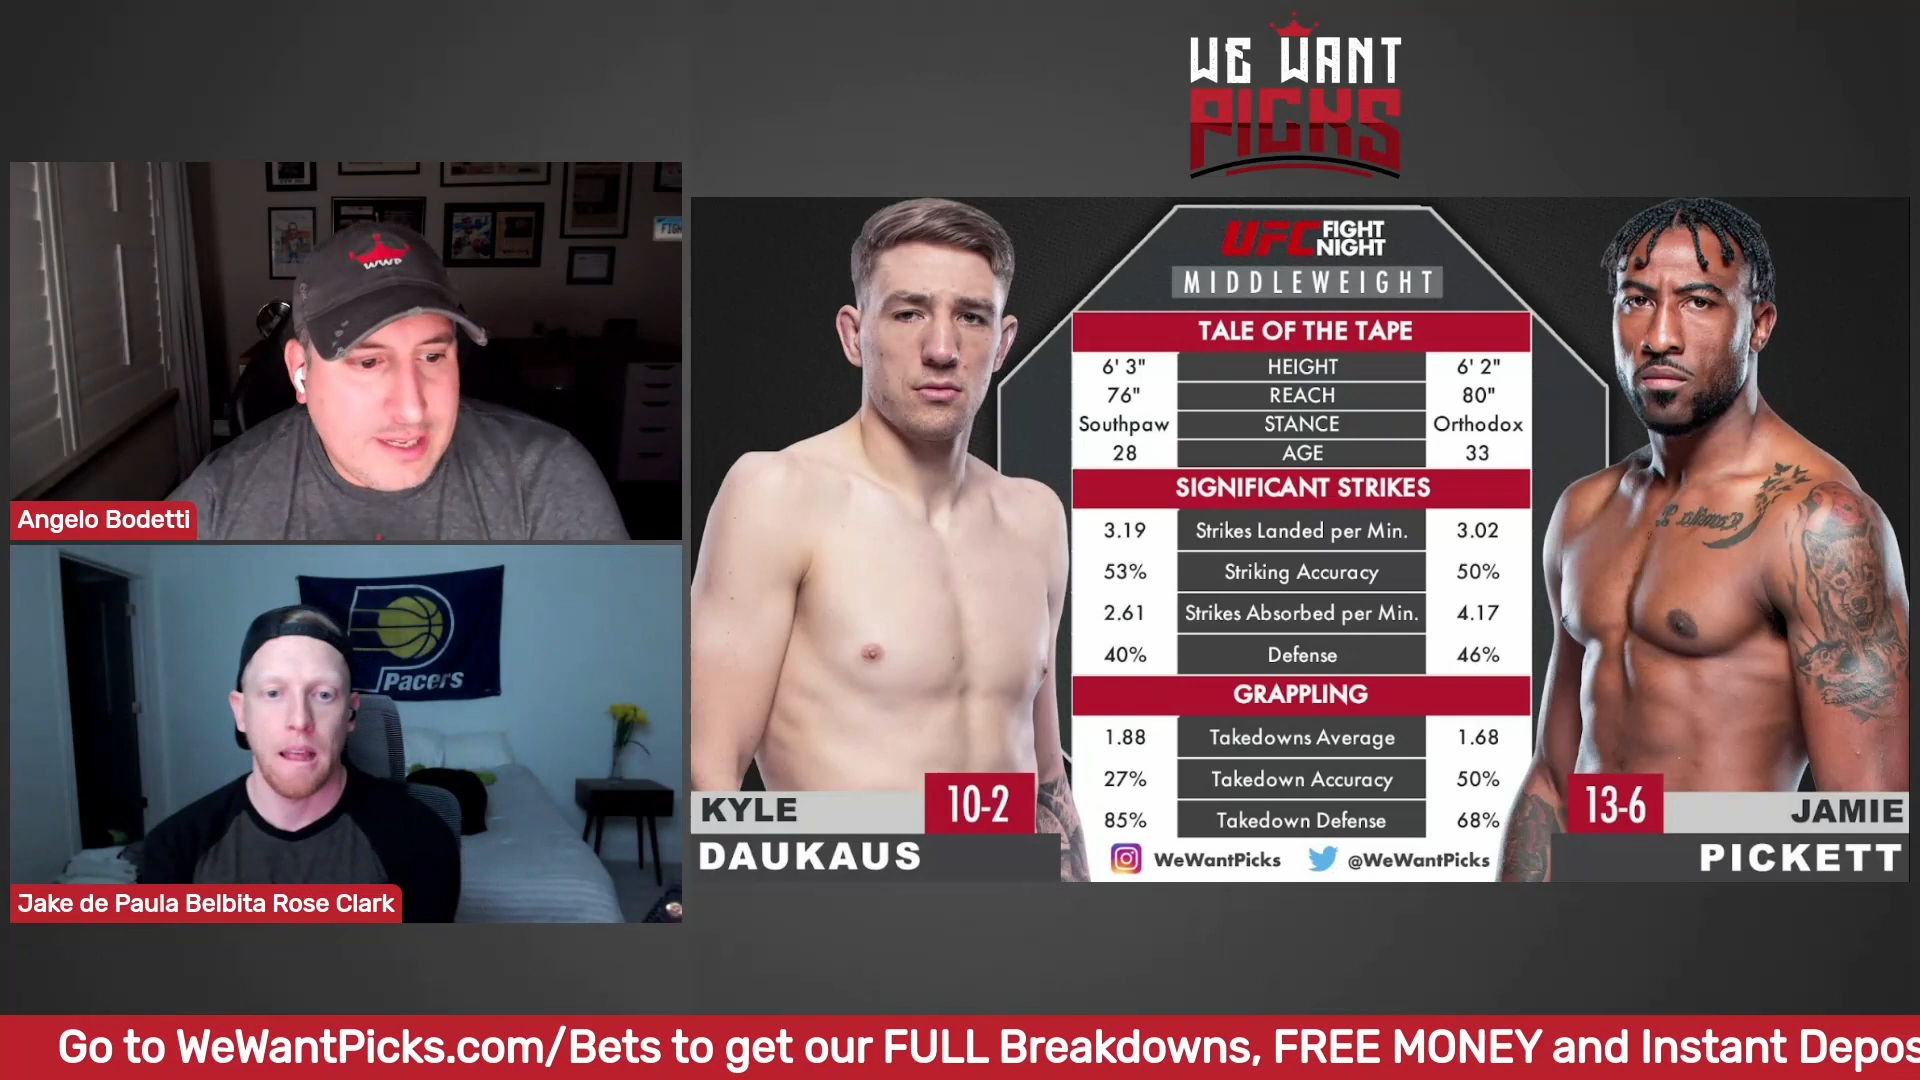 WE WANT
PICKS
WWP
FIGH
Angelo Bodetti
Pacers
Jake de Paula Belbita Rose Clark
UFC FIGHT
NIGHT
MIDDLEWEIGHT
TALE OF THE TAPE
6' 3" HEIGHT 6' 2"
76" REACH 80"
Southpaw STANCE Orthodox
28 AGE 33
SIGNIFICANT STRIKES
3.19 Strikes Landed per Min. 3.02
53% Striking Accuracy 50%
2.61 Strikes Absorbed per Min. 4.17
40% Defense 46%
GRAPPLING
1.88 Takedowns Average 1.68
27% Takedown Accuracy 50%
85% Takedown Defense 68%
WeWantPicks @WeWantPicks
KYLE 10-2
DAUKAUS
13-6 JAMIE
PICKETT
Go to WeWantPicks.com/Bets to get our FULL Breakdowns, FREE MONEY and Instant Depos